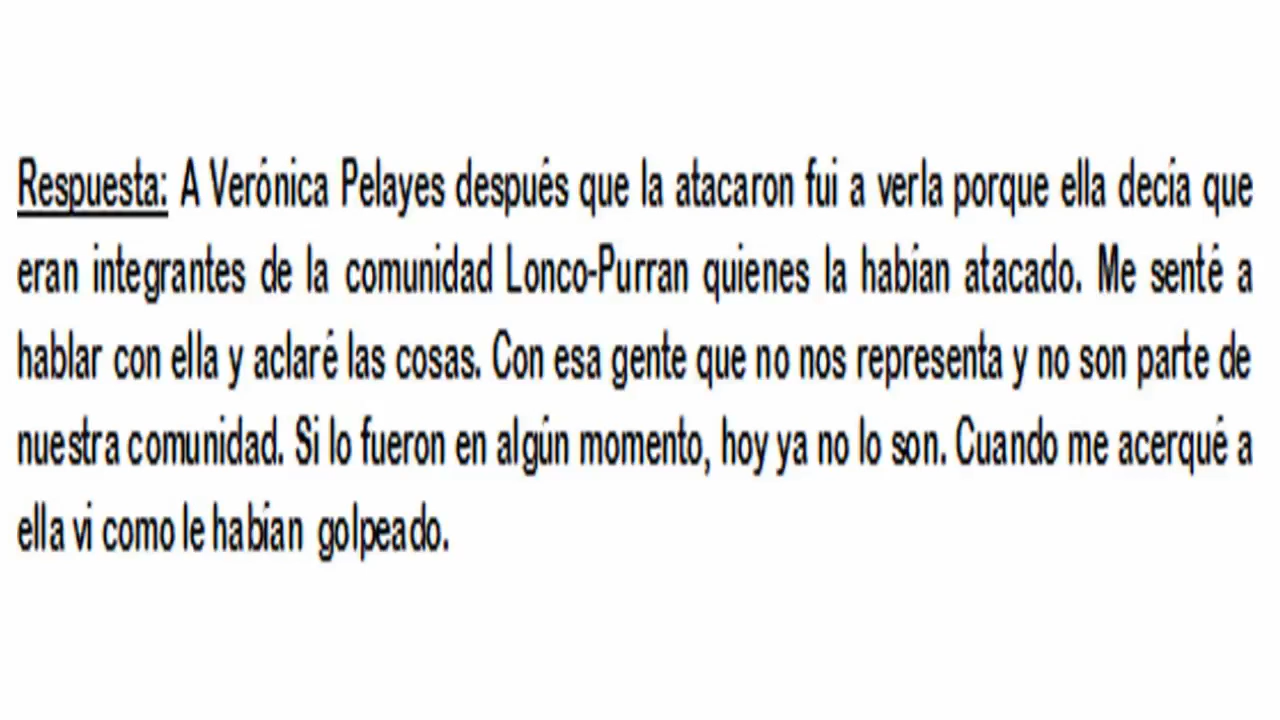 Respuesta: A Verónica Pelayes después que la atacaron fui a verla porque ella decía que
eran integrantes de la comunidad Lonco-Purran quienes la habían atacado. Me senté a
hablar con ella y aclaré las cosas. Con esa gente que no nos representa y no son parte de
nuestra comunidad. Si lo fueron en algún momento, hoy ya no lo son. Cuando me acerqué a
ella vi como le habían golpeado.